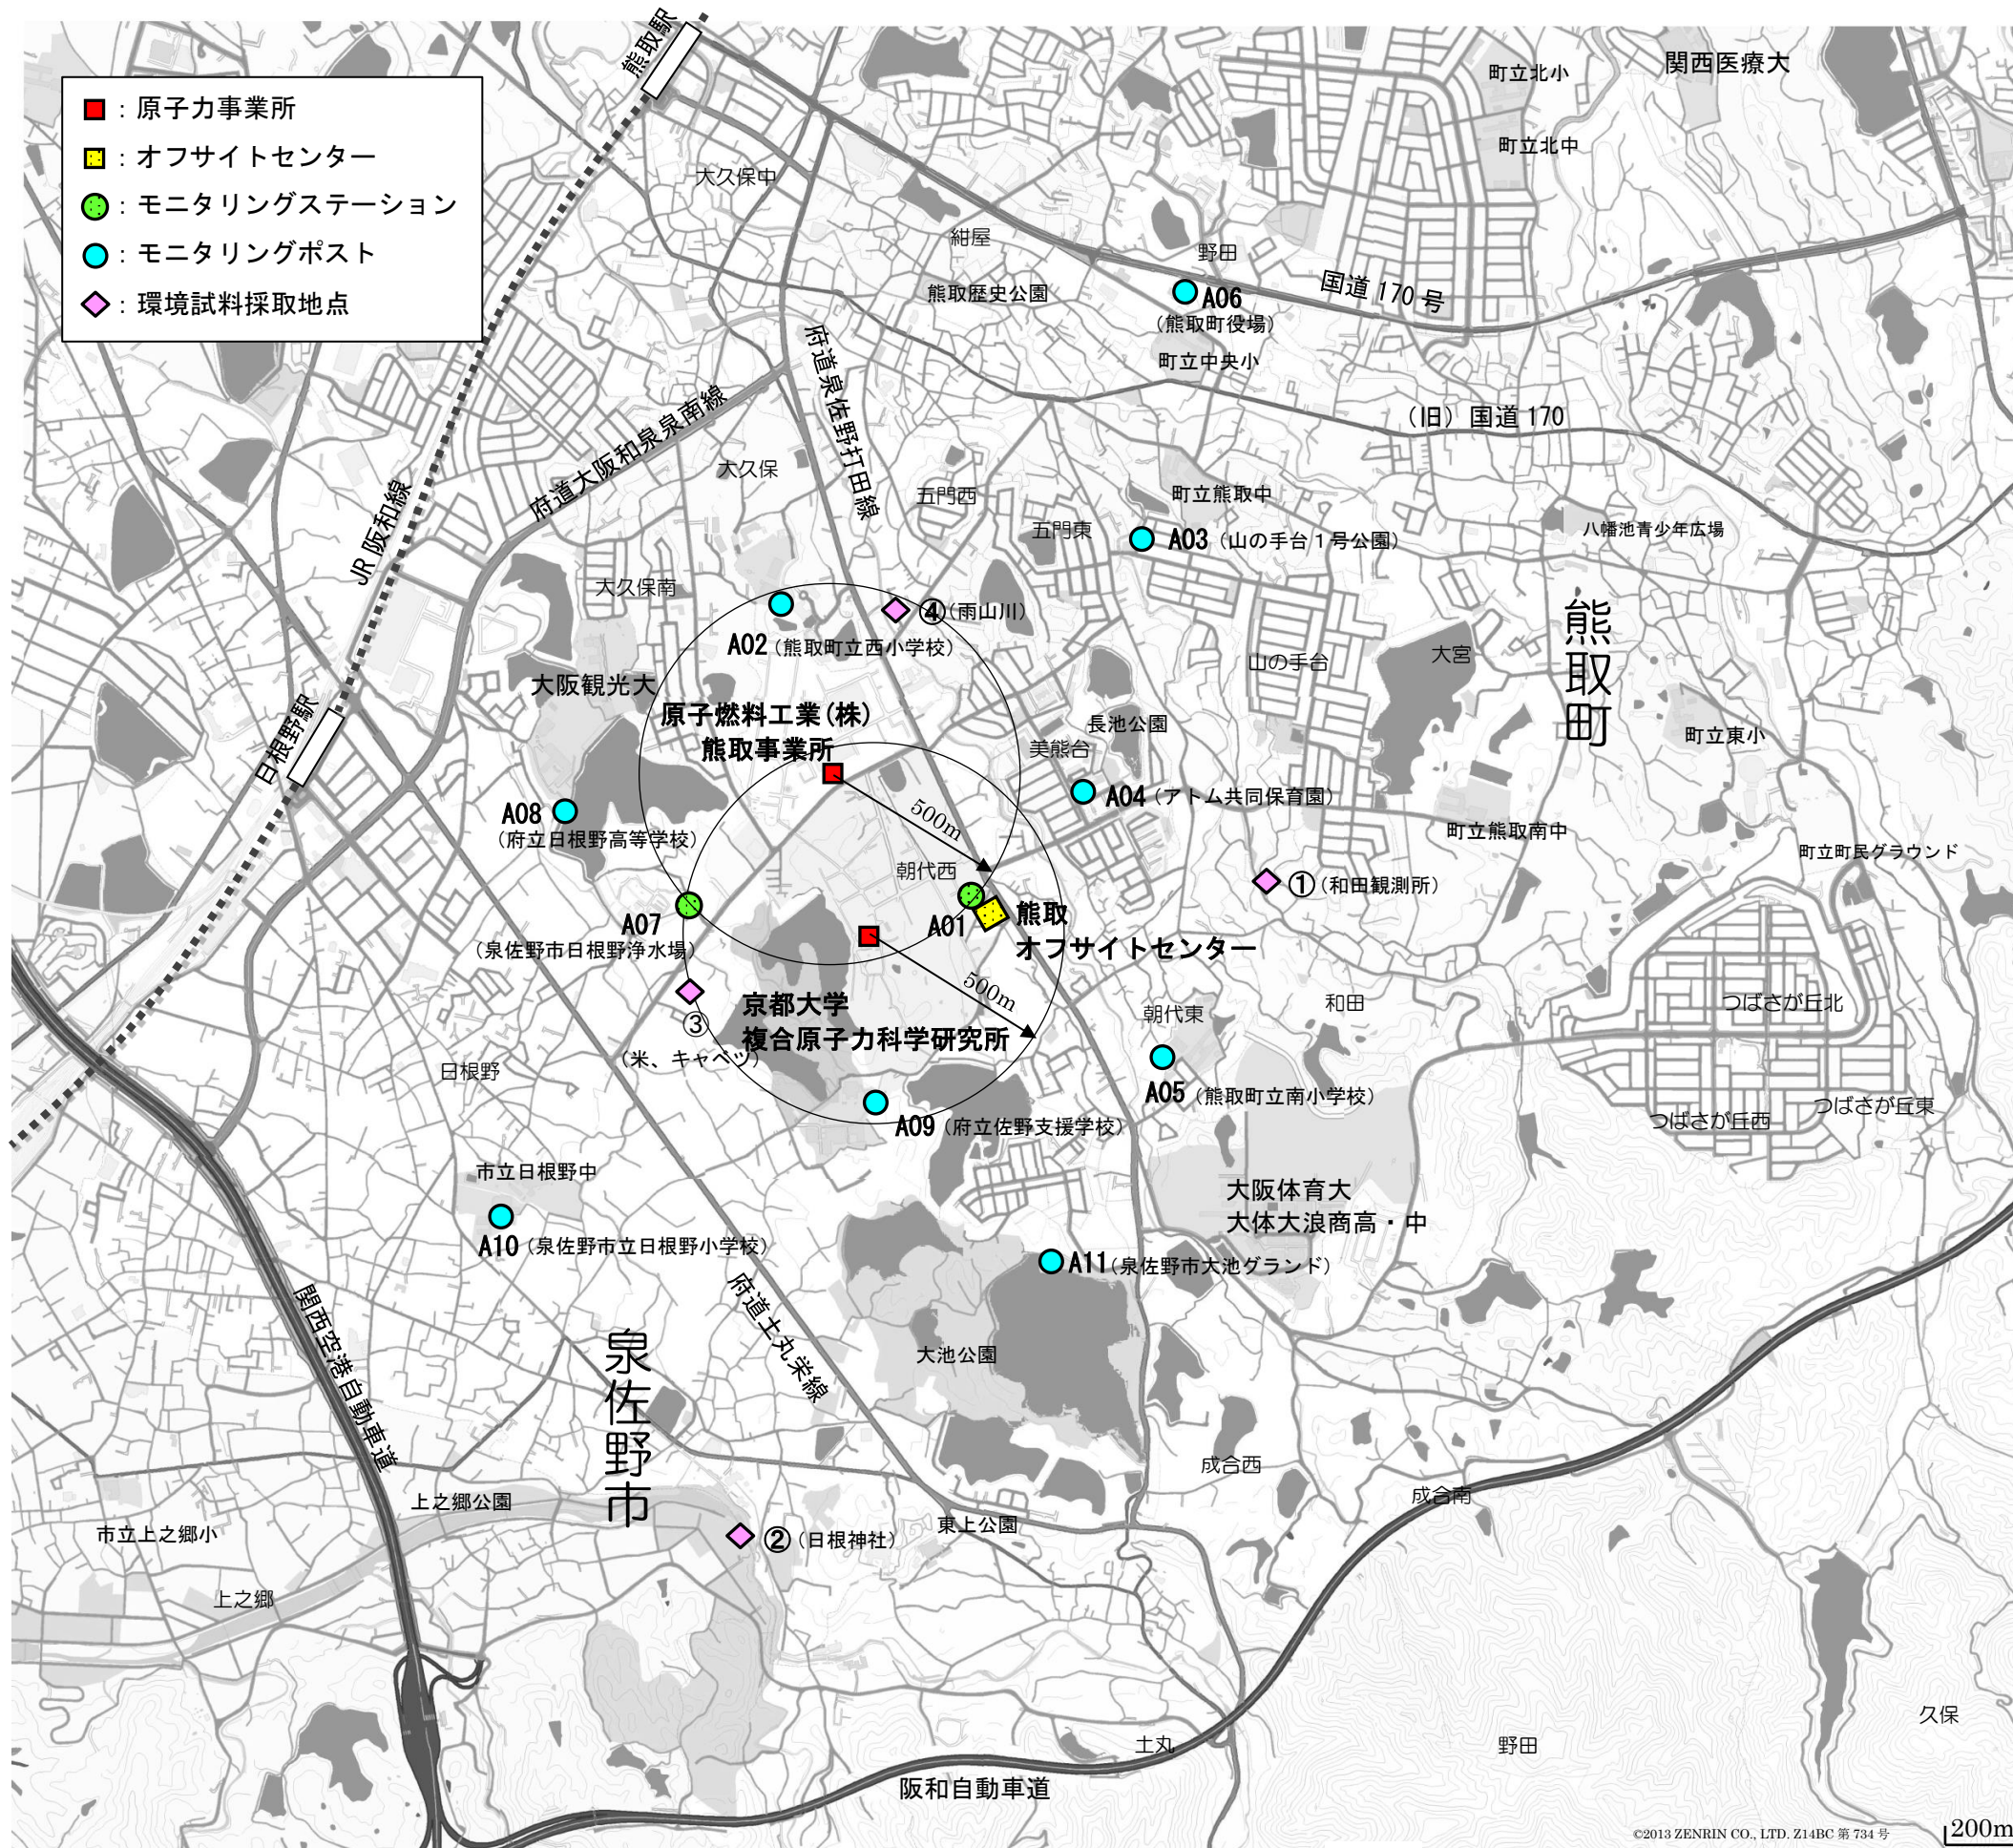 熊取駅
：原子力事業所
：オフサイトセンター
：モニタリングステーション
：モニタリングポスト
：環境試料採取地点
町立北小
関西医療大
町立北中
大久保中
紺屋
野田
熊取歴史公園
A06
（熊取町役場）
国道 170 号
町立中央小
（旧）国道 170
府道泉佐野打田線
府道大阪和泉泉南線
JR 阪和線
大久保
五門西
五門東
町立熊取中
A03（山の手台１号公園）
八幡池青少年広場
大久保南
A02（熊取町立西小学校）
④（雨山川）
熊取町
山の手台
大宮
大阪観光大
原子燃料工業(株)
熊取事業所
長池公園
美熊台
町立東小
日根野駅
A08
（府立日根野高等学校）
500m
A04（アトム共同保育園）
町立熊取南中
町立町民グラウンド
朝代西
①（和田観測所）
A07
（泉佐野市日根野浄水場）
A01
熊取
オフサイトセンター
500m
③
（米、キャベツ）
京都大学
複合原子力科学研究所
朝代東
和田
つばさが丘北
日根野
A05（熊取町立南小学校）
つばさが丘西
つばさが丘東
A09（府立佐野支援学校）
市立日根野中
大阪体育大
大体大浪商高・中
A10（泉佐野市立日根野小学校）
A11（泉佐野市大池グランド）
関西空港自動車道
府道土丸栄線
泉佐野市
大池公園
成合西
成合南
上之郷公園
市立上之郷小
東上公園
②（日根神社）
上之郷
久保
土丸
野田
阪和自動車道
©2013 ZENRIN CO., LTD. Z14BC 第 734 号
200m